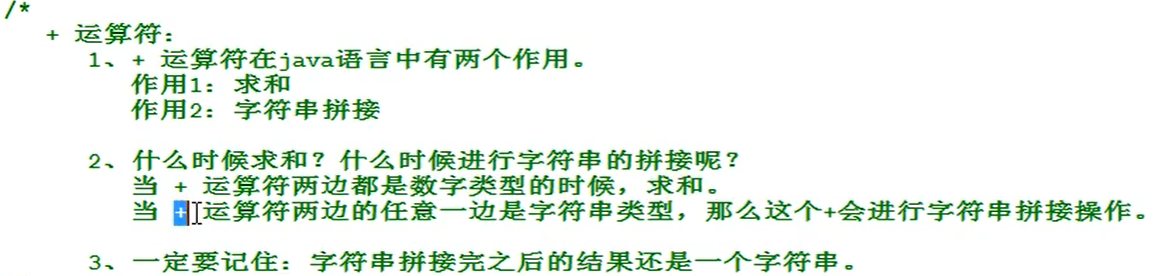 /*
+ 运算符：
1、+ 运算符在java语言中有两个作用。
作用1：求和
作用2：字符串拼接
2、什么时候求和？什么时候进行字符串的拼接呢？
当 + 运算符两边都是数字类型的时候，求和。
当 + 运算符两边的任意一边是字符串类型，那么这个+会进行字符串拼接操作。
3、一定要记住：字符串拼接完之后的结果还是一个字符串。